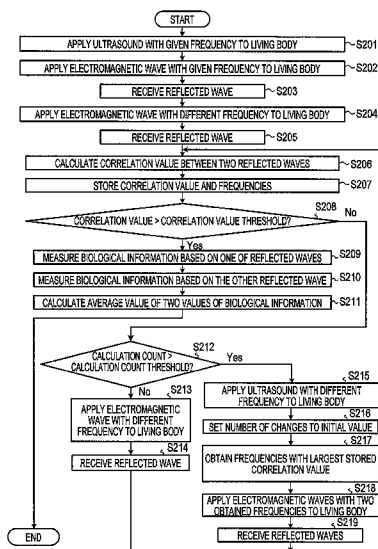 START
APPLY ULTRASOUND WITH GIVEN FREQUENCY TO LIVING BODY
S201
APPLY ELECTROMAGNETIC WAVE WITH GIVEN FREQUENCY TO LIVING BODY
S202
RECEIVE REFLECTED WAVE
S203
APPLY ELECTROMAGNETIC WAVE WITH DIFFERENT FREQUENCY TO LIVING BODY
S204
RECEIVE REFLECTED WAVE
S205
CALCULATE CORRELATION VALUE BETWEEN TWO REFLECTED WAVES
S206
STORE CORRELATION VALUE AND FREQUENCIES
S207
S208
CORRELATION VALUE > CORRELATION VALUE THRESHOLD?
No
Yes
MEASURE BIOLOGICAL INFORMATION BASED ON ONE OF REFLECTED WAVES
S209
MEASURE BIOLOGICAL INFORMATION BASED ON THE OTHER REFLECTED WAVE
S210
CALCULATE AVERAGE VALUE OF TWO VALUES OF BIOLOGICAL INFORMATION
S211
S212
CALCULATION COUNT >
CALCULATION COUNT THRESHOLD?
Yes
No
S213
APPLY ELECTROMAGNETIC
WAVE WITH DIFFERENT
FREQUENCY TO LIVING BODY
S214
RECEIVE REFLECTED WAVE
S215
APPLY ULTRASOUND WITH DIFFERENT
FREQUENCY TO LIVING BODY
S216
SET NUMBER OF CHANGES TO INITIAL VALUE
S217
OBTAIN FREQUENCIES WITH LARGEST STORED
CORRELATION VALUE
S218
APPLY ELECTROMAGNETIC WAVES WITH TWO
OBTAINED FREQUENCIES TO LIVING BODY
S219
RECEIVE REFLECTED WAVES
END